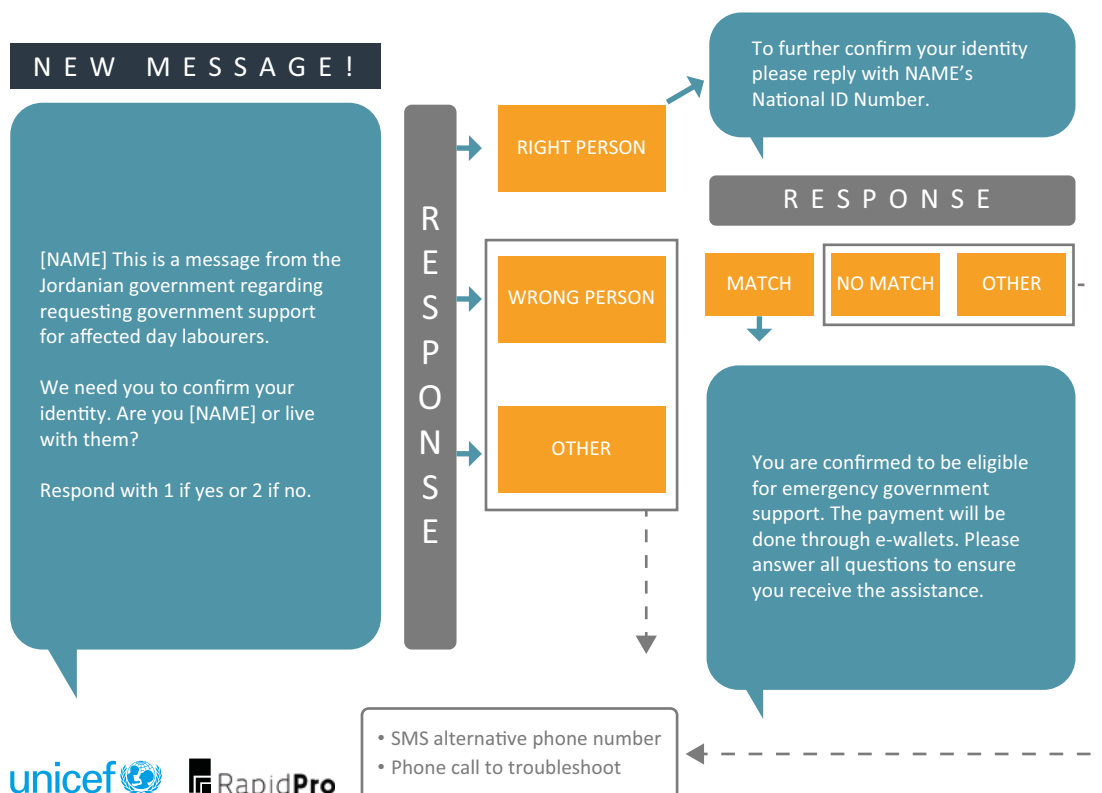 NEW MESSAGE!
[NAME] This is a message from the
Jordanian government regarding
requesting government support
for affected day labourers.
We need you to confirm your
identity. Are you [NAME] or live
with them?
Respond with 1 if yes or 2 if no.
RESPONSE
RIGHT PERSON
WRONG PERSON
OTHER
To further confirm your identity
please reply with NAME’s
National ID Number.
RESPONSE
MATCH
NO MATCH
OTHER
You are confirmed to be eligible
for emergency government
support. The payment will be
done through e-wallets. Please
answer all questions to ensure
you receive the assistance.
• SMS alternative phone number
• Phone call to troubleshoot
unicef
RapidPro